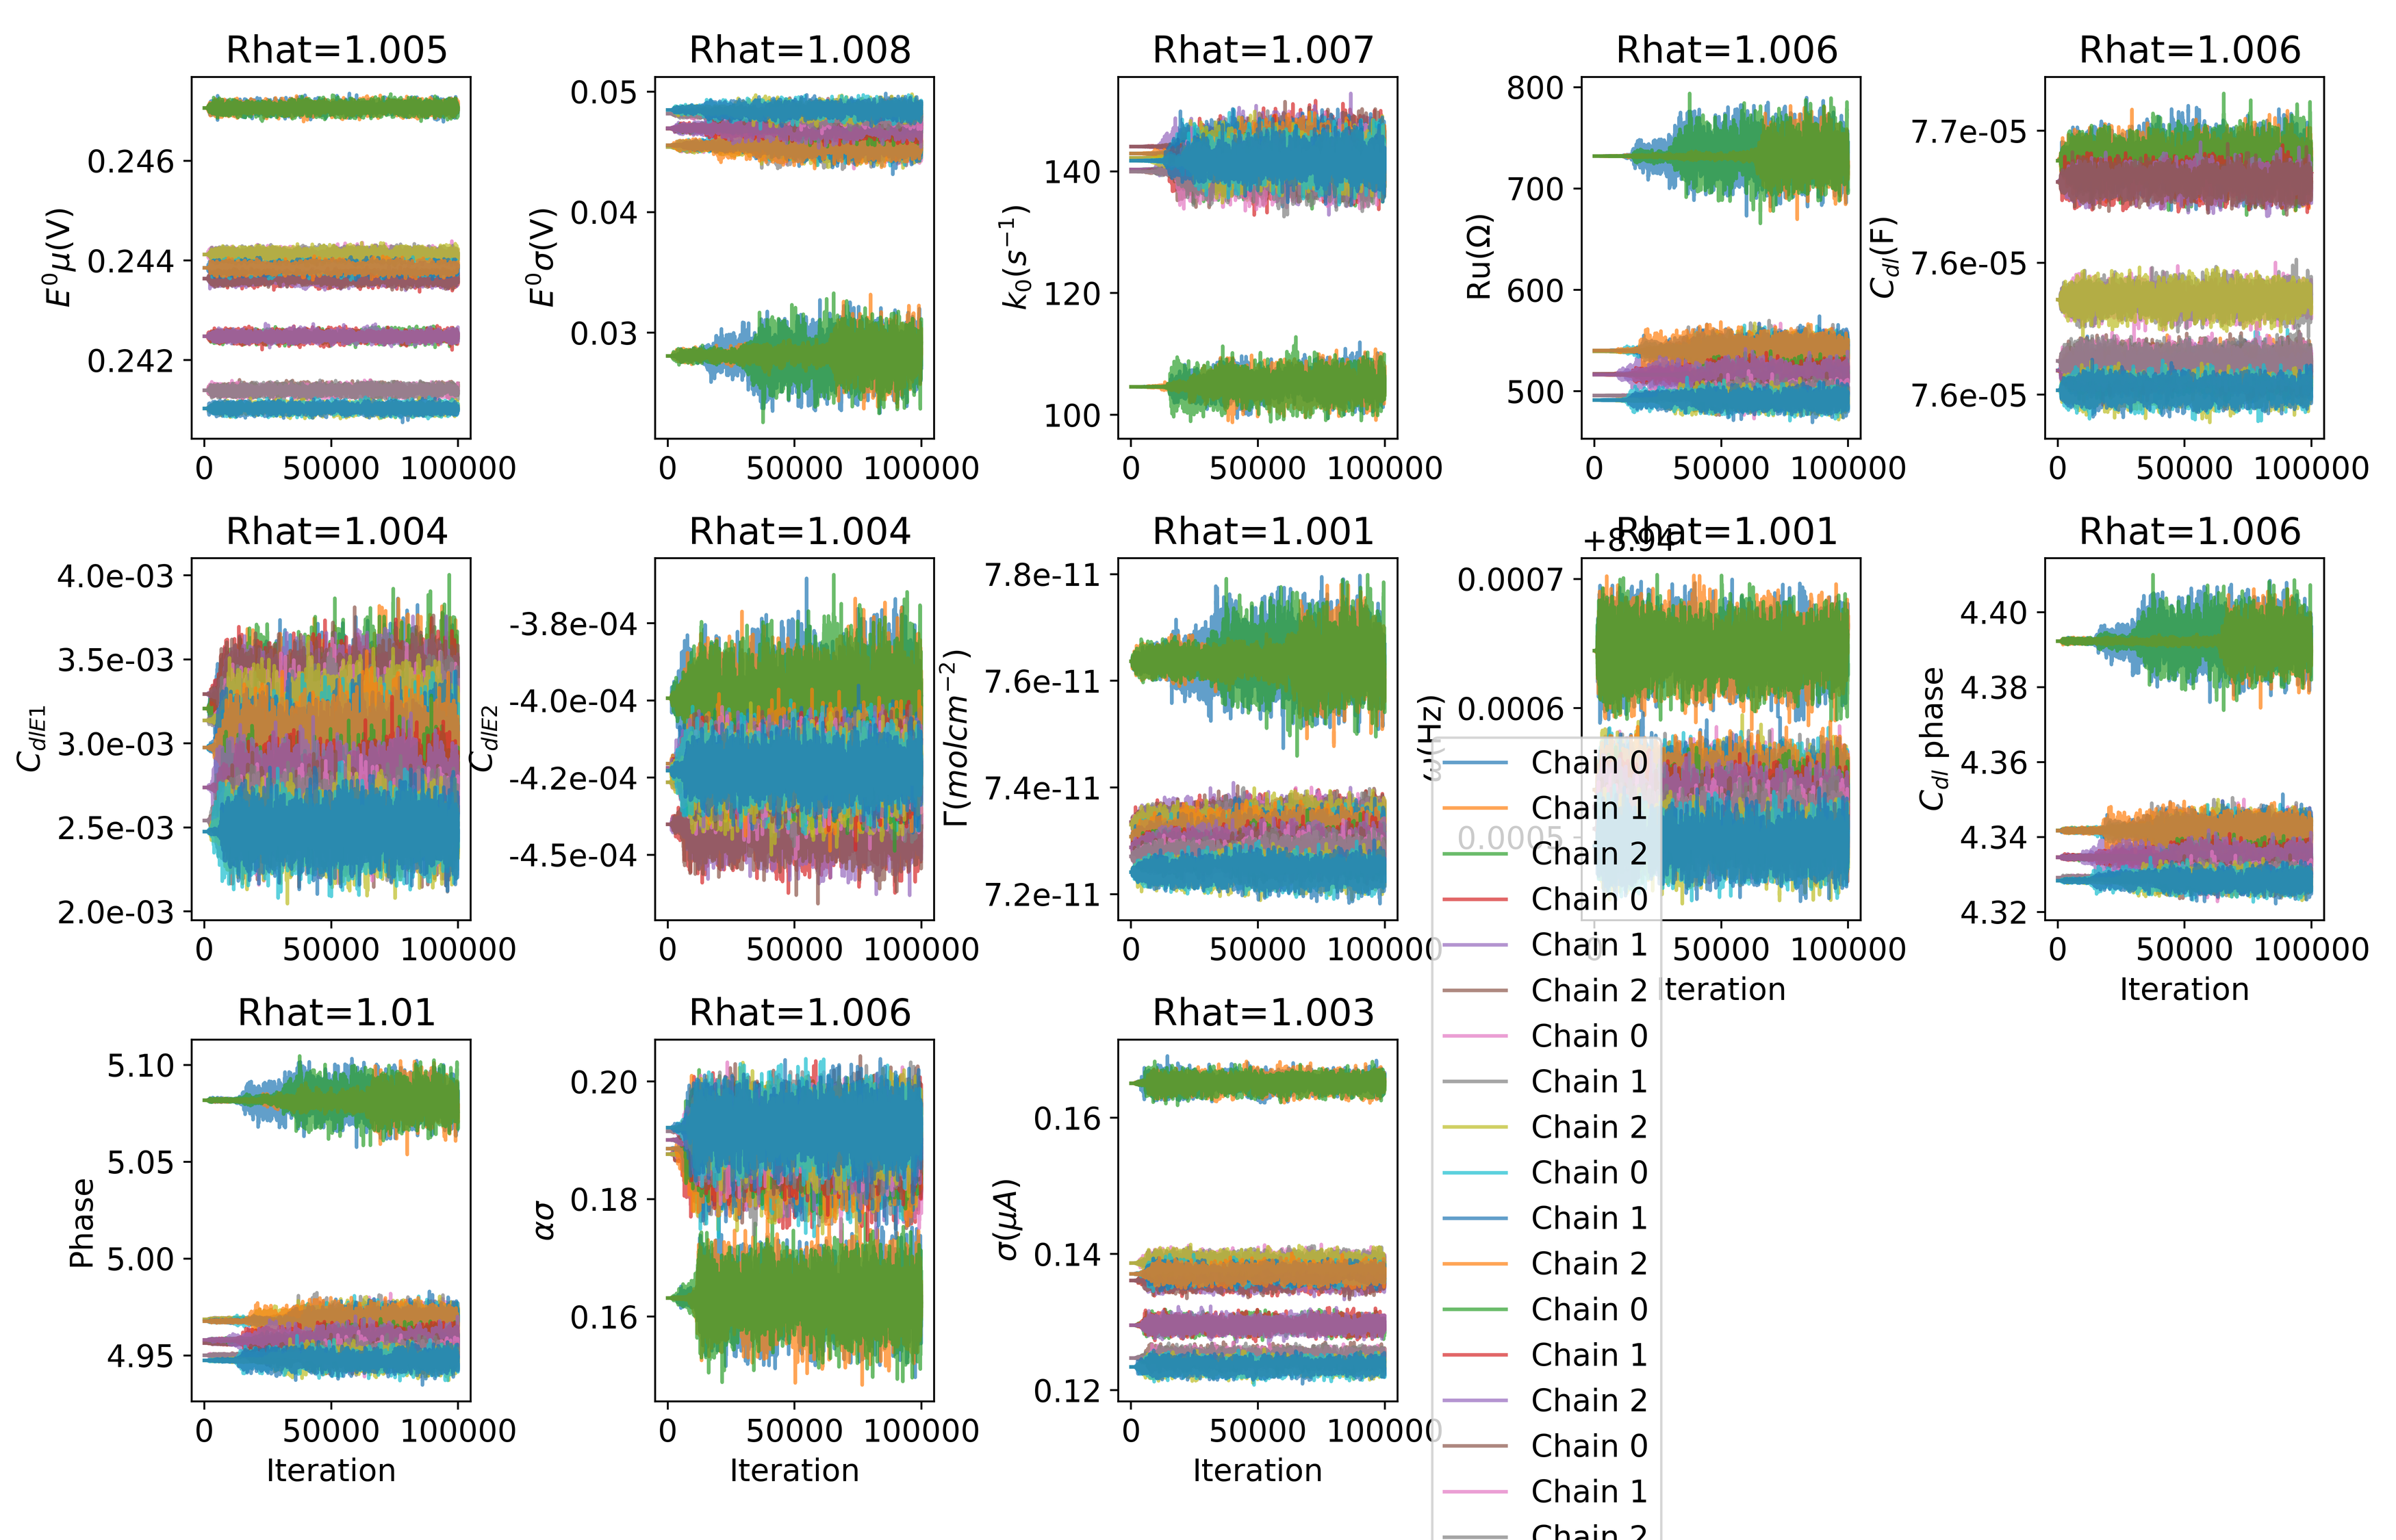 Rhat=1.005
Rhat=1.008
Rhat=1.007
Rhat=1.006
Rhat=1.006
E⁰μ(V)
0.246
0.244
0.242
0 50000 100000
E⁰σ(V)
0.05
0.04
0.03
0 50000 100000
k₀(s⁻¹)
140
120
100
0 50000 100000
Ru(Ω)
800
700
600
500
0 50000 100000
C_dl(F)
7.7e-05
7.6e-05
7.6e-05
0 50000 100000
Rhat=1.004
Rhat=1.004
Rhat=1.001
Rhat=1.001
Rhat=1.006
C_dlE1
4.0e-03
3.5e-03
3.0e-03
2.5e-03
2.0e-03
0 50000 100000
C_dlE2
-3.8e-04
-4.0e-04
-4.2e-04
-4.5e-04
0 50000 100000
Γ(molcm⁻²)
7.8e-11
7.6e-11
7.4e-11
7.2e-11
0 50000 100000
+8.94
ω(Hz)
0.0007
0.0006
0.0005
0 50000 100000
Iteration
C_dl phase
4.40
4.38
4.36
4.34
4.32
0 50000 100000
Iteration
Rhat=1.01
Rhat=1.006
Rhat=1.003
Phase
5.10
5.05
5.00
4.95
0 50000 100000
Iteration
ασ
0.20
0.18
0.16
0 50000 100000
Iteration
σ(μA)
0.16
0.14
0.12
0 50000 100000
Iteration
Chain 0
Chain 1
Chain 2
Chain 0
Chain 1
Chain 2
Chain 0
Chain 1
Chain 2
Chain 0
Chain 1
Chain 2
Chain 0
Chain 1
Chain 2
Chain 0
Chain 1
Chain 2